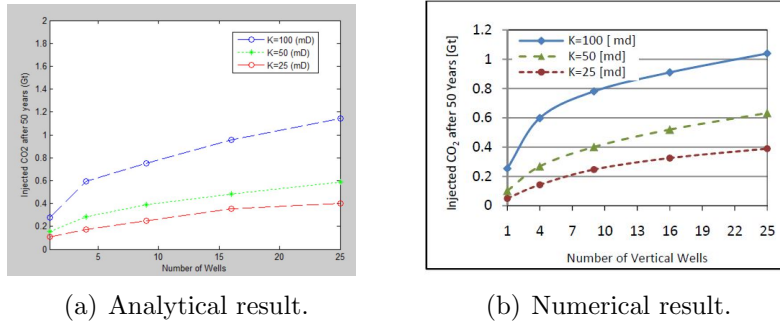 2
1.8
1.6
1.4
1.2
1
0.8
0.6
0.4
0.2
0
Injected CO2 after 50 years (Gt)
K=100 (mD)
K=50 (mD)
K=25 (mD)
5 10 15 20 25
Number of Wells
(a) Analytical result.
1.2
1
0.8
0.6
0.4
0.2
0
Injected CO₂ after 50 Years [Gt]
K=100 [ md]
K=50 [md]
K=25 [md]
1 4 7 10 13 16 19 22 25
Number of Vertical Wells
(b) Numerical result.